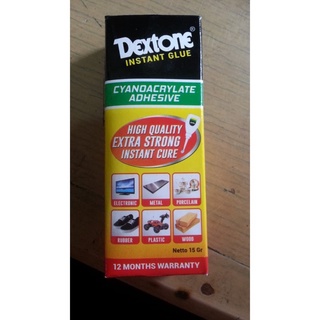 DEXTONE®
INSTANT GLUE
CYANOACRYLATE
ADHESIVE
HIGH QUALITY
EXTRA STRONG
INSTANT CURE
ELECTRONIC METAL PORCELAIN
RUBBER PLASTIC WOOD
Netto 15 Gr
12 MONTHS WARRANTY